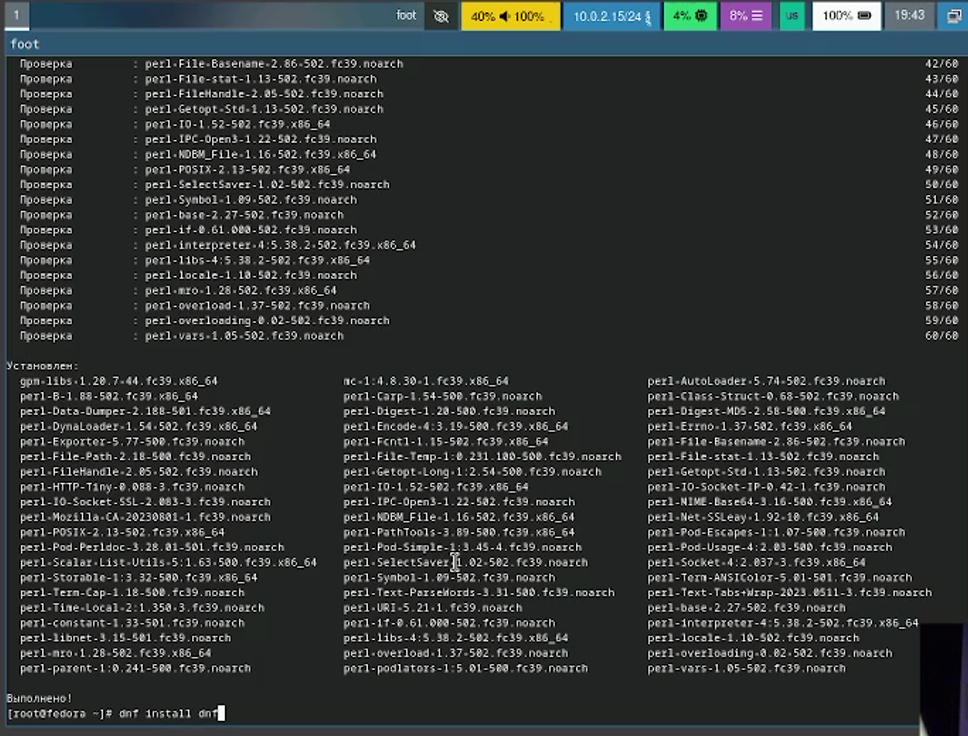 1 foot 40% 100% 10.0.2.15/24 4% 8% us 100% 19:43
foot
Проверка : perl-File-Basename-2.86-502.fc39.noarch 42/60
Проверка : perl-File-stat-1.13-502.fc39.noarch 43/60
Проверка : perl-FileHandle-2.05-502.fc39.noarch 44/60
Проверка : perl-Getopt-Std-1.13-502.fc39.noarch 45/60
Проверка : perl-IO-1.52-502.fc39.x86_64 46/60
Проверка : perl-IPC-Open3-1.22-502.fc39.noarch 47/60
Проверка : perl-NDBM_File-1.16-502.fc39.x86_64 48/60
Проверка : perl-POSIX-2.13-502.fc39.x86_64 49/60
Проверка : perl-SelectSaver-1.02-502.fc39.noarch 50/60
Проверка : perl-Symbol-1.09-502.fc39.noarch 51/60
Проверка : perl-base-2.27-502.fc39.noarch 52/60
Проверка : perl-if-0.61.000-502.fc39.noarch 53/60
Проверка : perl-interpreter-4:5.38.2-502.fc39.x86_64 54/60
Проверка : perl-libs-4:5.38.2-502.fc39.x86_64 55/60
Проверка : perl-locale-1.10-502.fc39.noarch 56/60
Проверка : perl-mro-1.28-502.fc39.x86_64 57/60
Проверка : perl-overload-1.37-502.fc39.noarch 58/60
Проверка : perl-overloading-0.02-502.fc39.noarch 59/60
Проверка : perl-vars-1.05-502.fc39.noarch 60/60
Установлен:
gpm-libs-1.20.7-44.fc39.x86_64 mc-1:4.8.30-1.fc39.x86_64 perl-AutoLoader-5.74-502.fc39.noarch
perl-B-1.88-502.fc39.x86_64 perl-Carp-1.54-500.fc39.noarch perl-Class-Struct-0.68-502.fc39.noarch
perl-Data-Dumper-2.188-501.fc39.x86_64 perl-Digest-1.20-500.fc39.noarch perl-Digest-MD5-2.58-500.fc39.x86_64
perl-DynaLoader-1.54-502.fc39.x86_64 perl-Encode-4:3.19-500.fc39.x86_64 perl-Errno-1.37-502.fc39.x86_64
perl-Exporter-5.77-500.fc39.noarch perl-Fcntl-1.15-502.fc39.x86_64 perl-File-Basename-2.86-502.fc39.noarch
perl-File-Path-2.18-500.fc39.noarch perl-File-Temp-1:0.231.100-500.fc39.noarch perl-File-stat-1.13-502.fc39.noarch
perl-FileHandle-2.05-502.fc39.noarch perl-Getopt-Long-1:2.54-500.fc39.noarch perl-Getopt-Std-1.13-502.fc39.noarch
perl-HTTP-Tiny-0.088-3.fc39.noarch perl-IO-1.52-502.fc39.x86_64 perl-IO-Socket-IP-0.42-1.fc39.noarch
perl-IO-Socket-SSL-2.083-3.fc39.noarch perl-IPC-Open3-1.22-502.fc39.noarch perl-MIME-Base64-3.16-500.fc39.x86_64
perl-Mozilla-CA-20230801-1.fc39.noarch perl-NDBM_File-1.16-502.fc39.x86_64 perl-Net-SSLeay-1.92-10.fc39.x86_64
perl-POSIX-2.13-502.fc39.x86_64 perl-PathTools-3.89-500.fc39.x86_64 perl-Pod-Escapes-1:1.07-500.fc39.noarch
perl-Pod-Perldoc-3.28.01-501.fc39.noarch perl-Pod-Simple-1:3.45-4.fc39.noarch perl-Pod-Usage-4:2.03-500.fc39.noarch
perl-Scalar-List-Utils-5:1.63-500.fc39.x86_64 perl-SelectSaver-1.02-502.fc39.noarch perl-Socket-4:2.037-3.fc39.x86_64
perl-Storable-1:3.32-500.fc39.x86_64 perl-Symbol-1.09-502.fc39.noarch perl-Term-ANSIColor-5.01-501.fc39.noarch
perl-Term-Cap-1.18-500.fc39.noarch perl-Text-ParseWords-3.31-500.fc39.noarch perl-Text-Tabs+Wrap-2023.0511-3.fc39.noarch
perl-Time-Local-2:1.350-3.fc39.noarch perl-URI-5.21-1.fc39.noarch perl-base-2.27-502.fc39.noarch
perl-constant-1.33-501.fc39.noarch perl-if-0.61.000-502.fc39.noarch perl-interpreter-4:5.38.2-502.fc39.x86_64
perl-libnet-3.15-501.fc39.noarch perl-libs-4:5.38.2-502.fc39.x86_64 perl-locale-1.10-502.fc39.noarch
perl-mro-1.28-502.fc39.x86_64 perl-overload-1.37-502.fc39.noarch perl-overloading-0.02-502.fc39.noarch
perl-parent-1:0.241-500.fc39.noarch perl-podlators-1:5.01-500.fc39.noarch perl-vars-1.05-502.fc39.noarch
Выполнено!
[root@fedora ~]# dnf install dnf